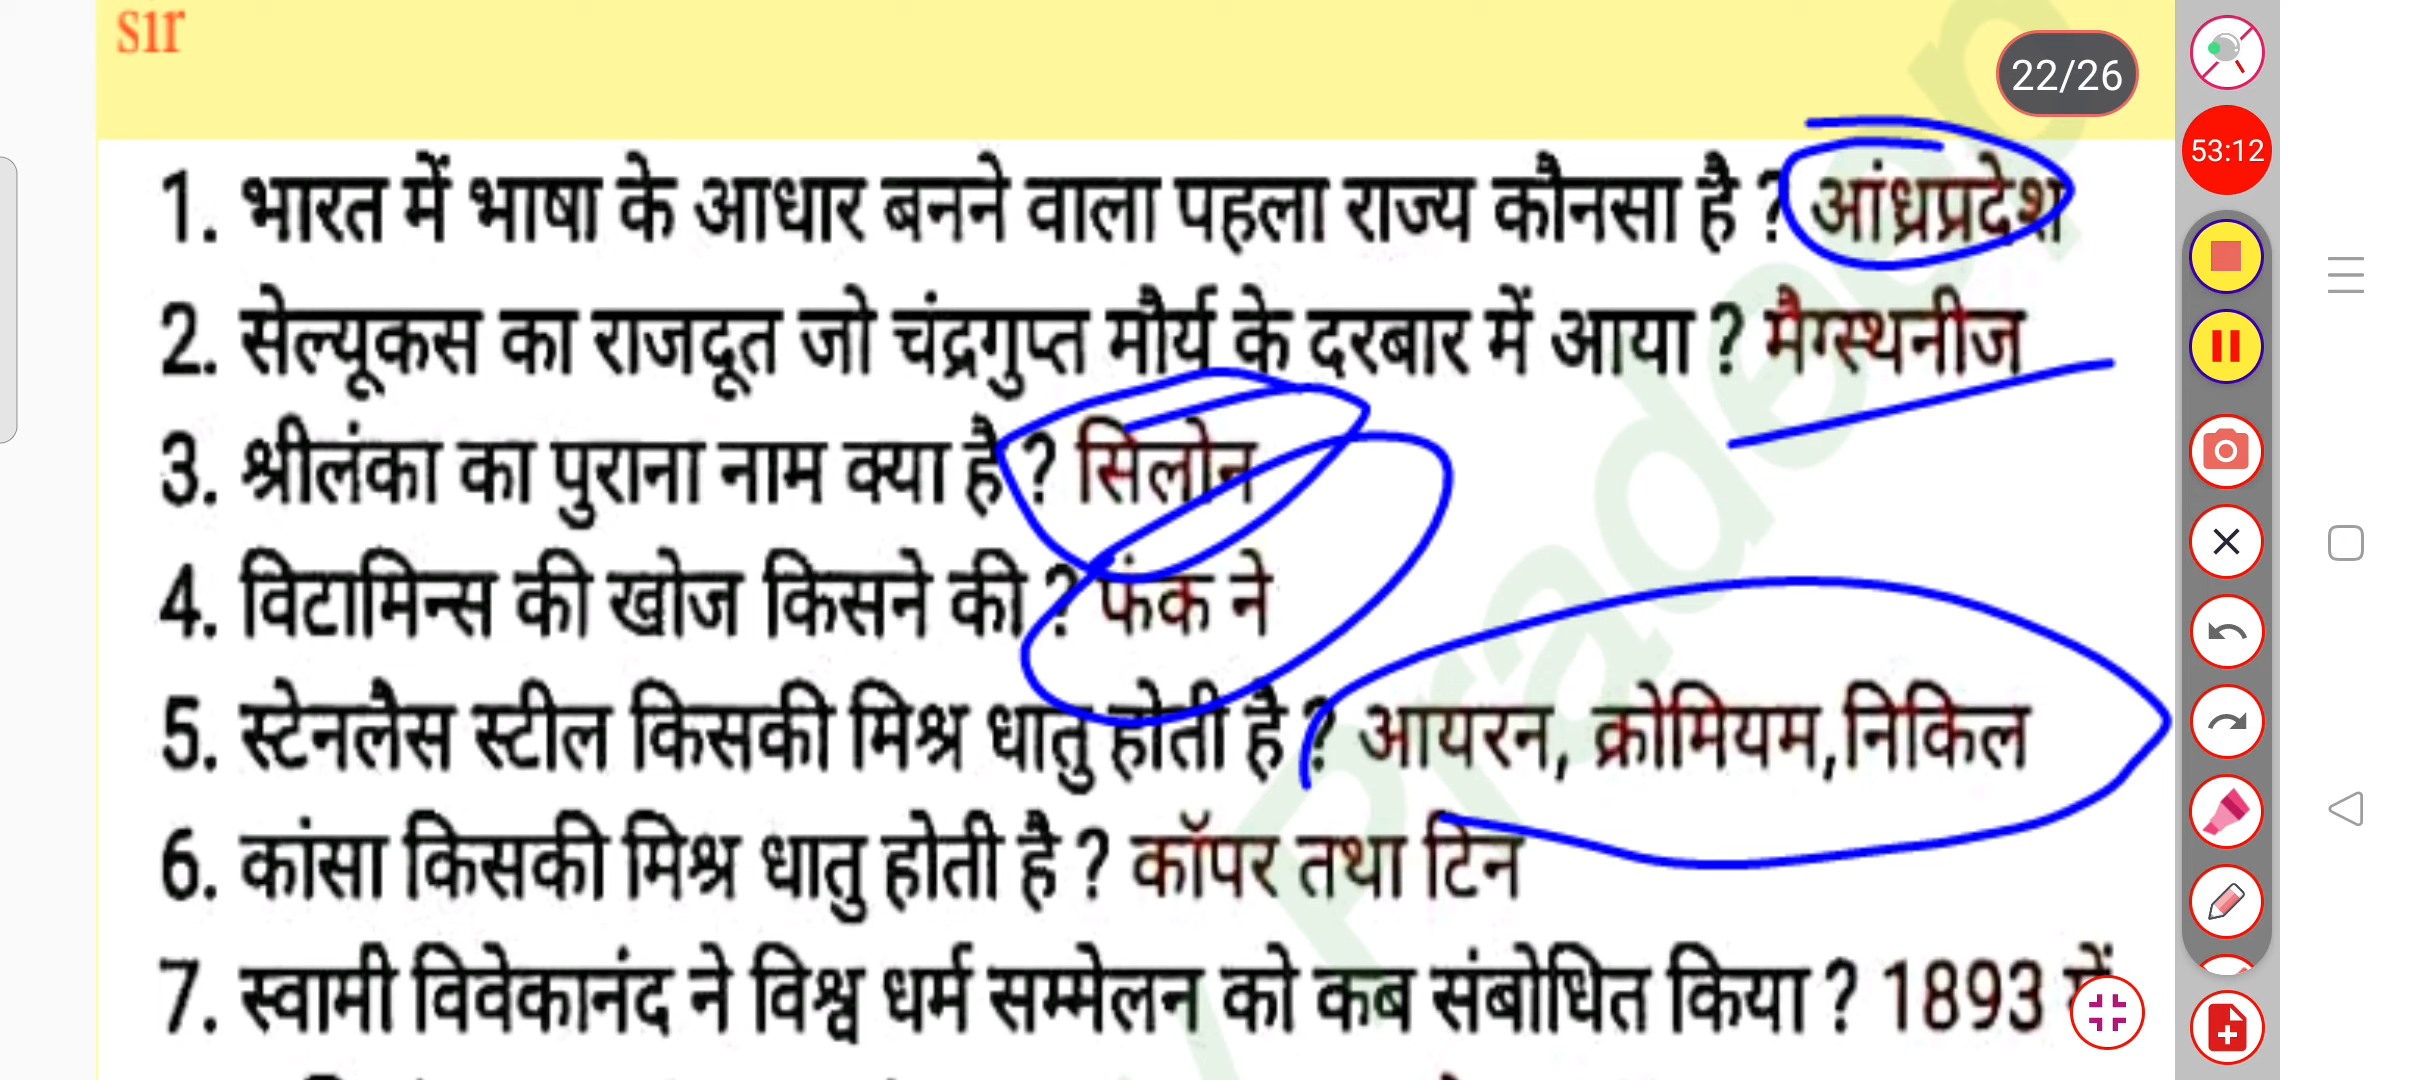 sir
22/26
53:12
1. भारत में भाषा के आधार बनने वाला पहला राज्य कौनसा है ? आंध्रप्रदेश
2. सेल्यूकस का राजदूत जो चंद्रगुप्त मौर्य के दरबार में आया ? मैगस्थनीज
3. श्रीलंका का पुराना नाम क्या है ? सिलोन
4. विटामिन्स की खोज किसने की ? फंक ने
5. स्टेनलैस स्टील किसकी मिश्र धातु होती है ? आयरन, क्रोमियम,निकिल
6. कांसा किसकी मिश्र धातु होती है ? कॉपर तथा टिन
7. स्वामी विवेकानंद ने विश्व धर्म सम्मेलन को कब संबोधित किया ? 1893 में
Pradeep